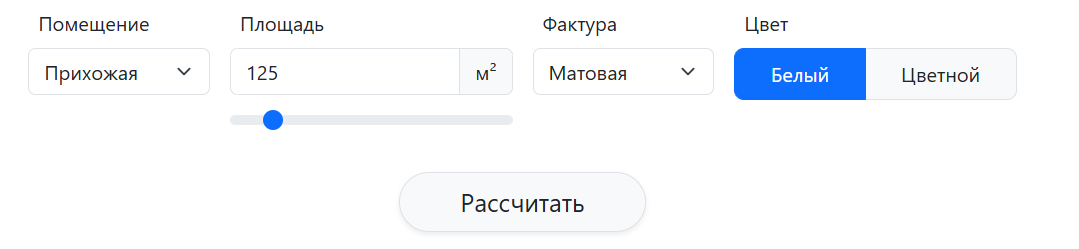 Помещение Площадь Фактура Цвет
Прихожая 125 м² Матовая Белый Цветной
Рассчитать